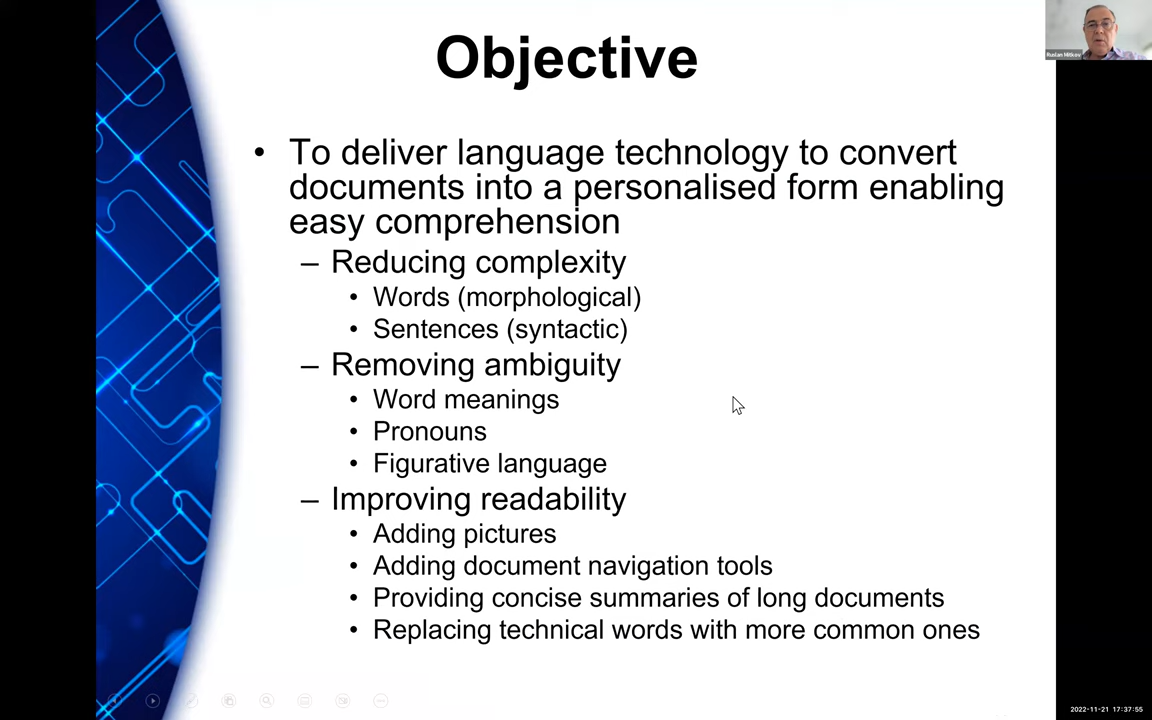 Objective
Ruslan Mitkov
• To deliver language technology to convert
documents into a personalised form enabling
easy comprehension
– Reducing complexity
• Words (morphological)
• Sentences (syntactic)
– Removing ambiguity
• Word meanings
• Pronouns
• Figurative language
– Improving readability
• Adding pictures
• Adding document navigation tools
• Providing concise summaries of long documents
• Replacing technical words with more common ones
2022-11-21 17:37:55